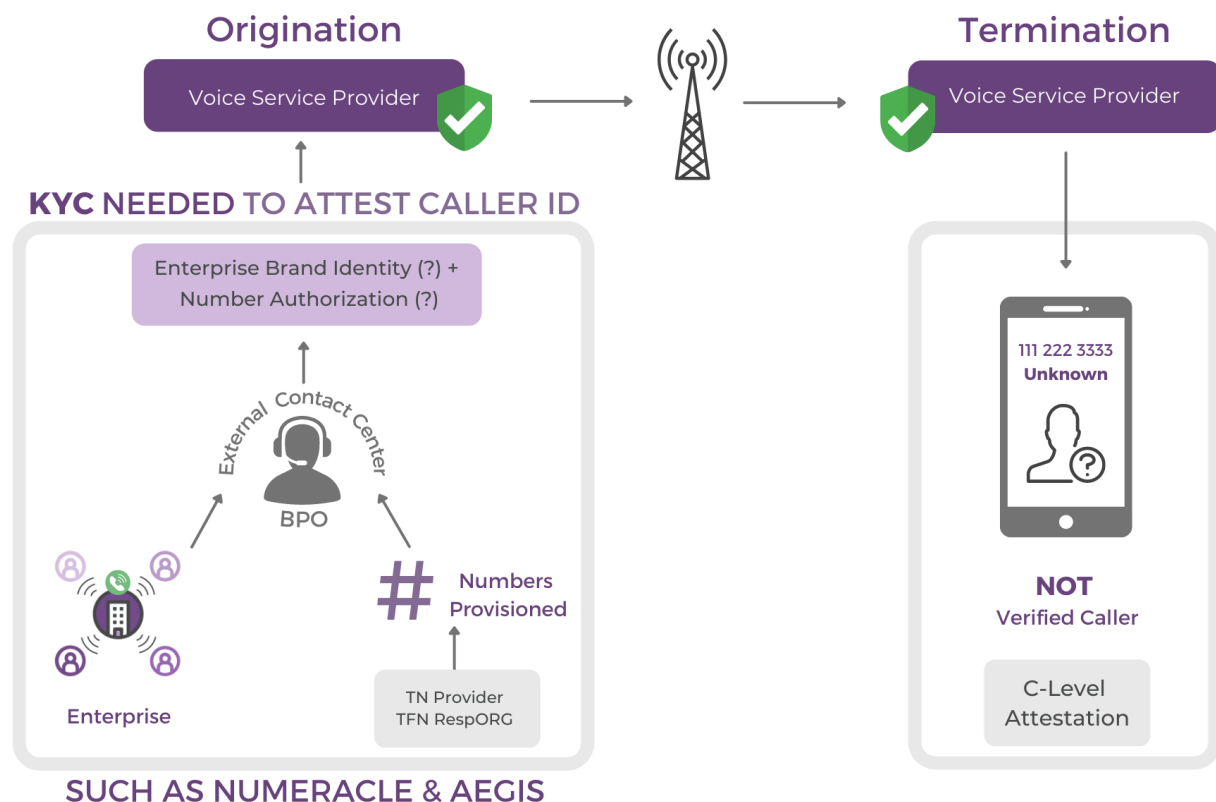 Origination
Termination
Voice Service Provider
Voice Service Provider
KYC NEEDED TO ATTEST CALLER ID
Enterprise Brand Identity (?) +
Number Authorization (?)
External Contact Center
BPO
Enterprise
#
Numbers
Provisioned
TN Provider
TFN RespORG
SUCH AS NUMERACLE & AEGIS
111 222 3333
Unknown
?
NOT
Verified Caller
C-Level
Attestation